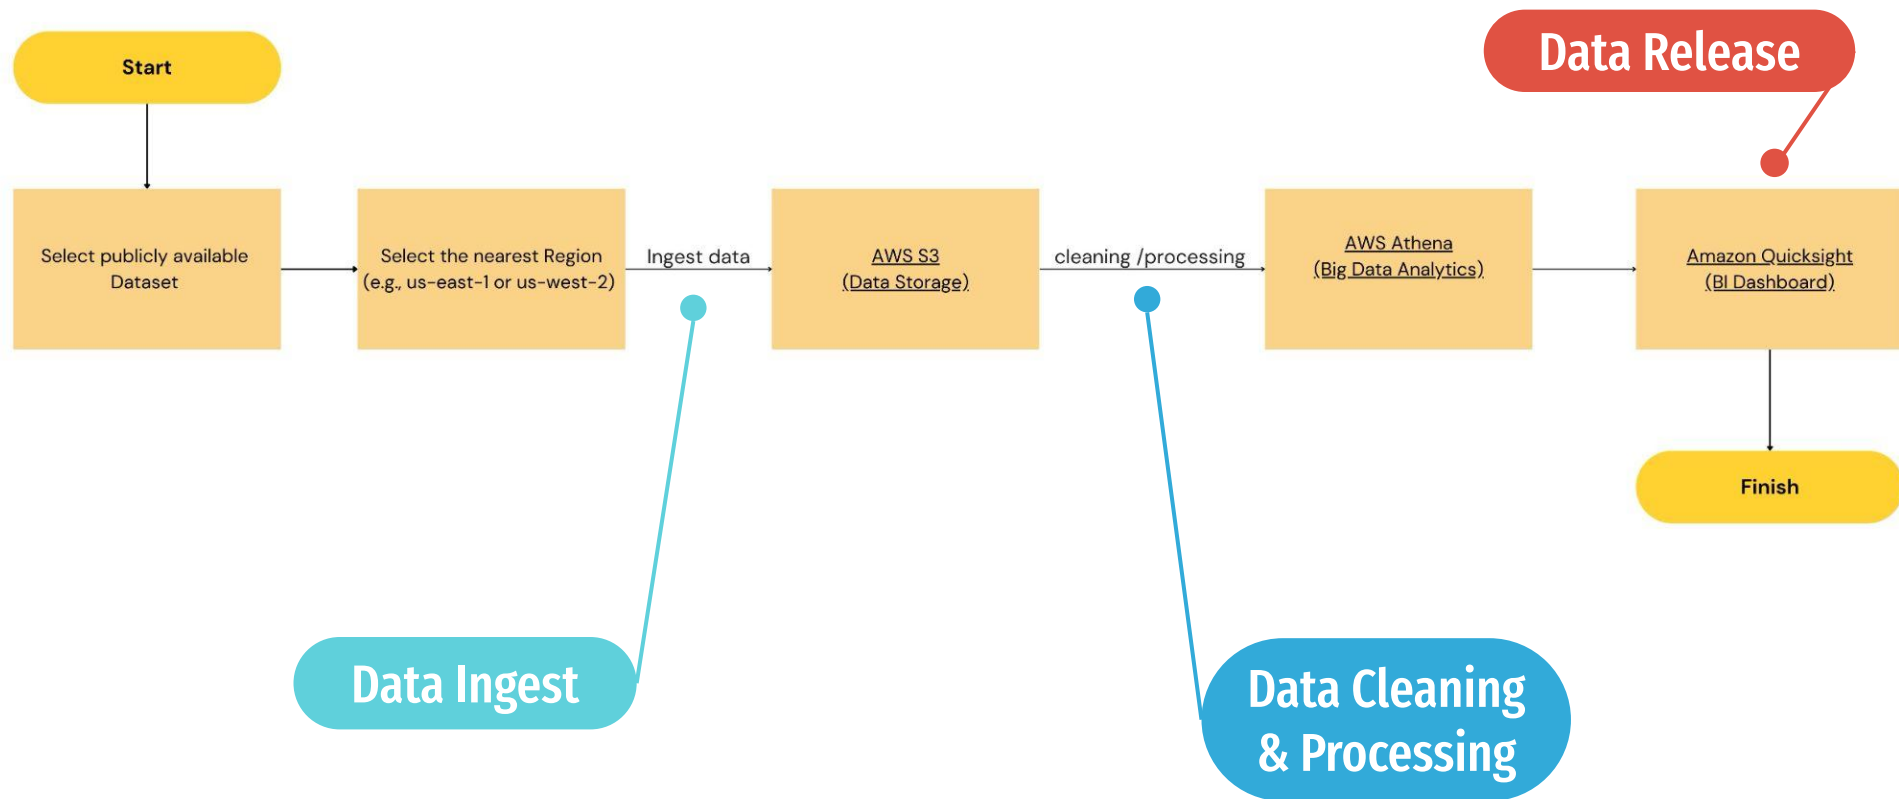 Start
Data Release
Select publicly available
Dataset
Select the nearest Region
(e.g., us-east-1 or us-west-2)
Ingest data
AWS S3
(Data Storage)
cleaning /processing
AWS Athena
(Big Data Analytics)
Amazon Quicksight
(BI Dashboard)
Finish
Data Ingest
Data Cleaning
& Processing